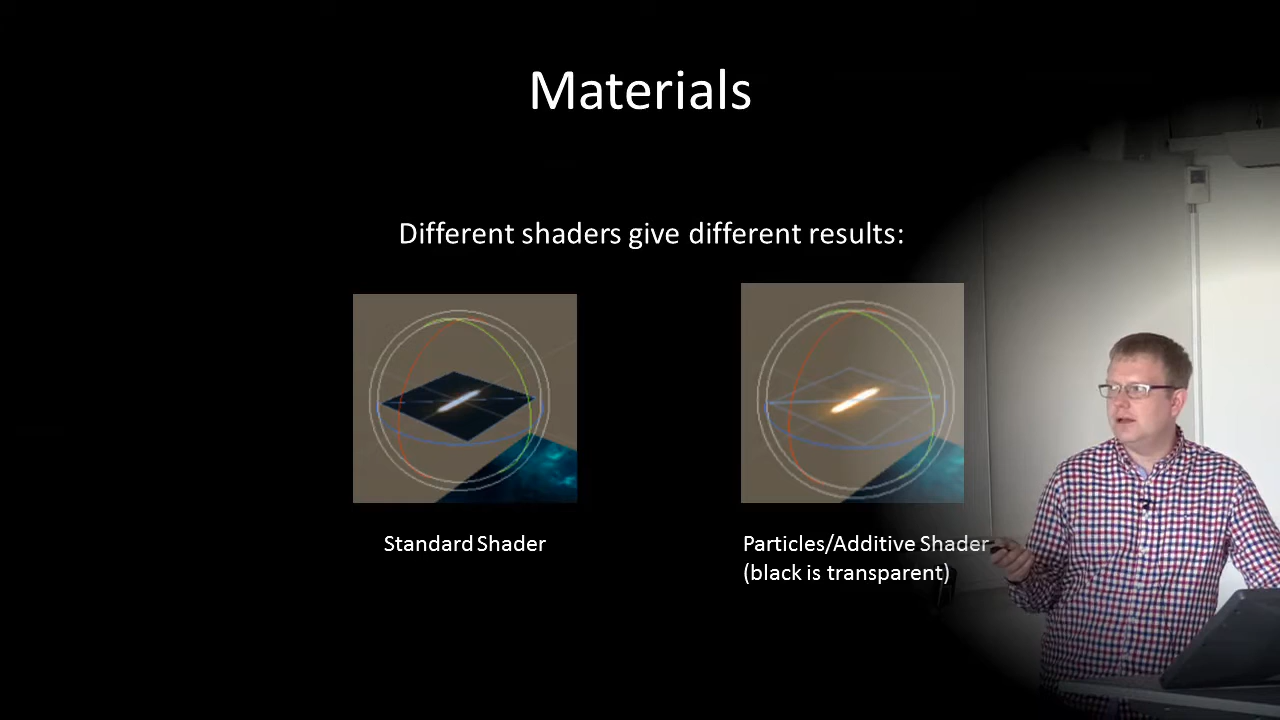 Materials
Different shaders give different results:
Standard Shader
Particles/Additive Shader
(black is transparent)